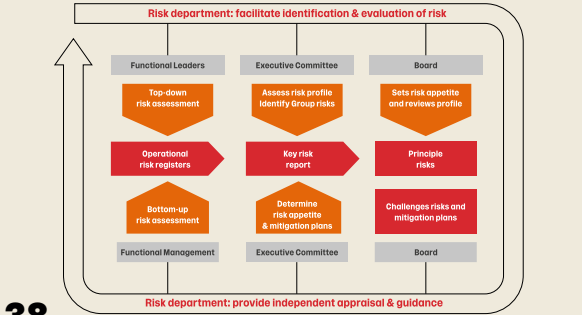 Risk department: facilitate identification & evaluation of risk
Functional Leaders
Executive Committee
Board
Top-down
risk assessment
Assess risk profile
Identify Group risks
Sets risk appetite
and reviews profile
Operational
risk registers
Key risk
report
Principle
risks
Bottom-up
risk assessment
Determine
risk appetite
& mitigation plans
Challenges risks and
mitigation plans
Functional Management
Executive Committee
Board
Risk department: provide independent appraisal & guidance
38